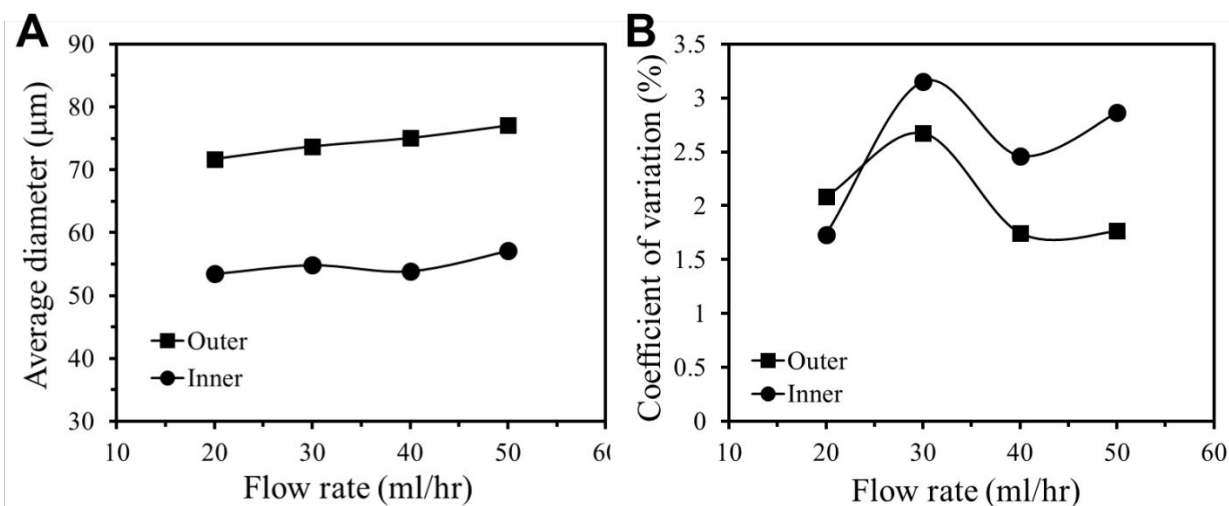 A
90
80
70
60
50
40
30
10
20
30
40
50
60
Average diameter (μm)
Flow rate (ml/hr)
Outer
Inner
B
3.5
3
2.5
2
1.5
1
0.5
0
10
20
30
40
50
60
Coefficient of variation (%)
Flow rate (ml/hr)
Outer
Inner